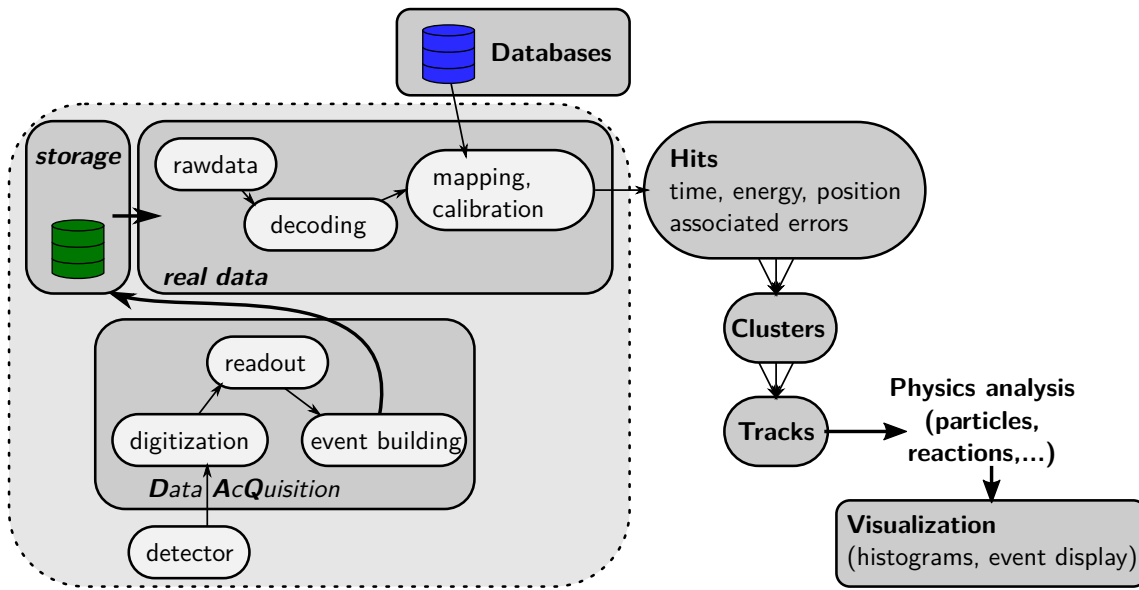 Databases
storage
rawdata
decoding
mapping,
calibration
real data
Hits
time, energy, position
associated errors
Clusters
Tracks
Physics analysis
(particles,
reactions,...)
Visualization
(histograms, event display)
readout
digitization
event building
Data AcQuisition
detector